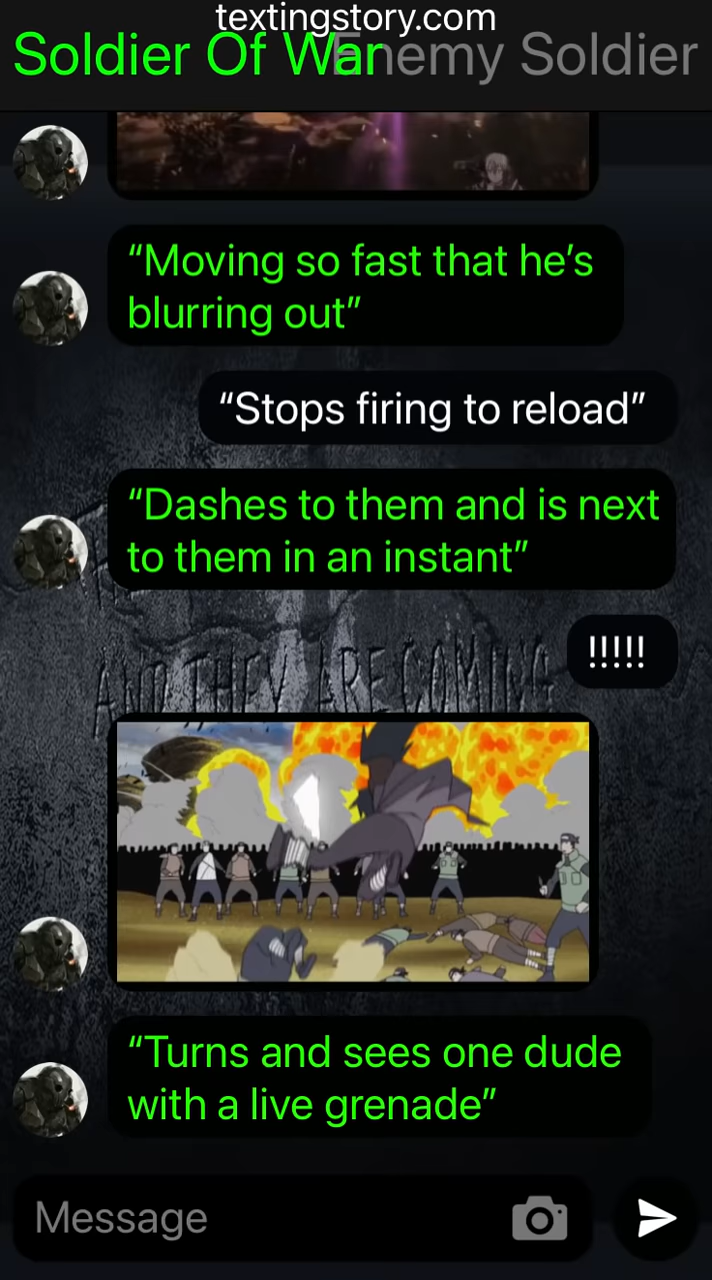 textingstory.com
Soldier Of War
Enemy Soldier
“Moving so fast that he’s
blurring out”
“Stops firing to reload”
“Dashes to them and is next
to them in an instant”
!!!!!
AND THEY ARE COMING
“Turns and sees one dude
with a live grenade”
Message